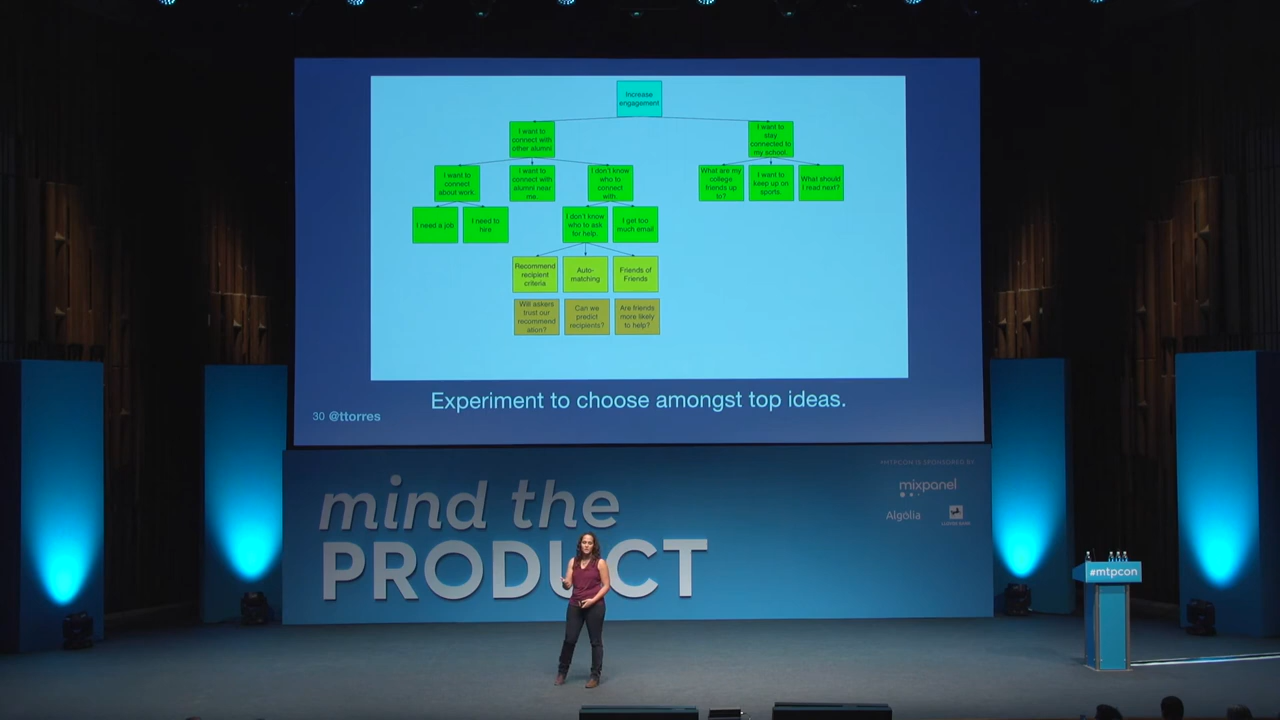 Increase
engagement
I want to
connect with
other alumni
I want to
stay
connected to
my school.
I want to
connect
about work.
I want to
connect with
alumni near
me.
I don't know
who to
connect
with.
What are my
college
friends up
to?
I want to
keep up on
sports.
What should
I read next?
I need a job
I need to
hire
I don't know
who to ask
for help.
I get too
much email
Recommend
recipient
criteria
Auto-
matching
Friends of
Friends
Will askers
trust our
recommend
ation?
Can we
predict
recipients?
Are friends
more likely
to help?
Experiment to choose amongst top ideas.
30 @ttorres
mind the
PRODUCT
#MTPCON IS SPONSORED BY
mixpanel
Algolia
#mtpcon